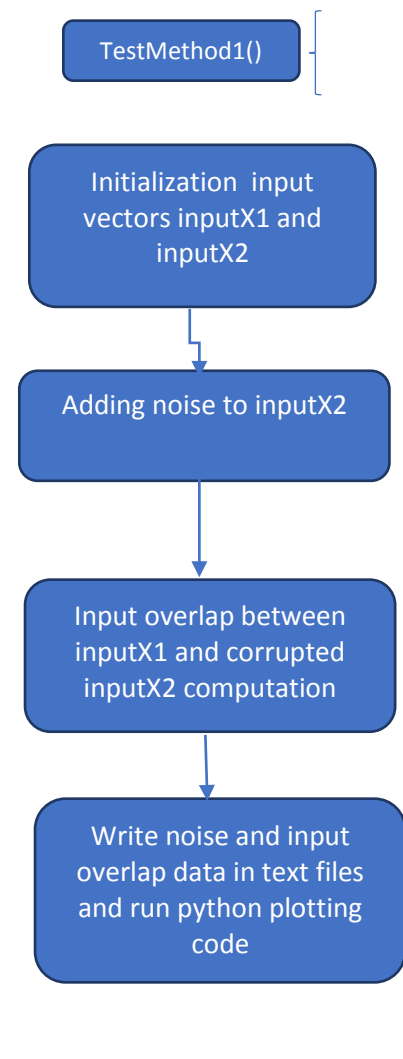 TestMethod1()
Initialization  input
vectors inputX1 and
inputX2
Adding noise to inputX2
Input overlap between
inputX1 and corrupted
inputX2 computation
Write noise and input
overlap data in text files
and run python plotting
code